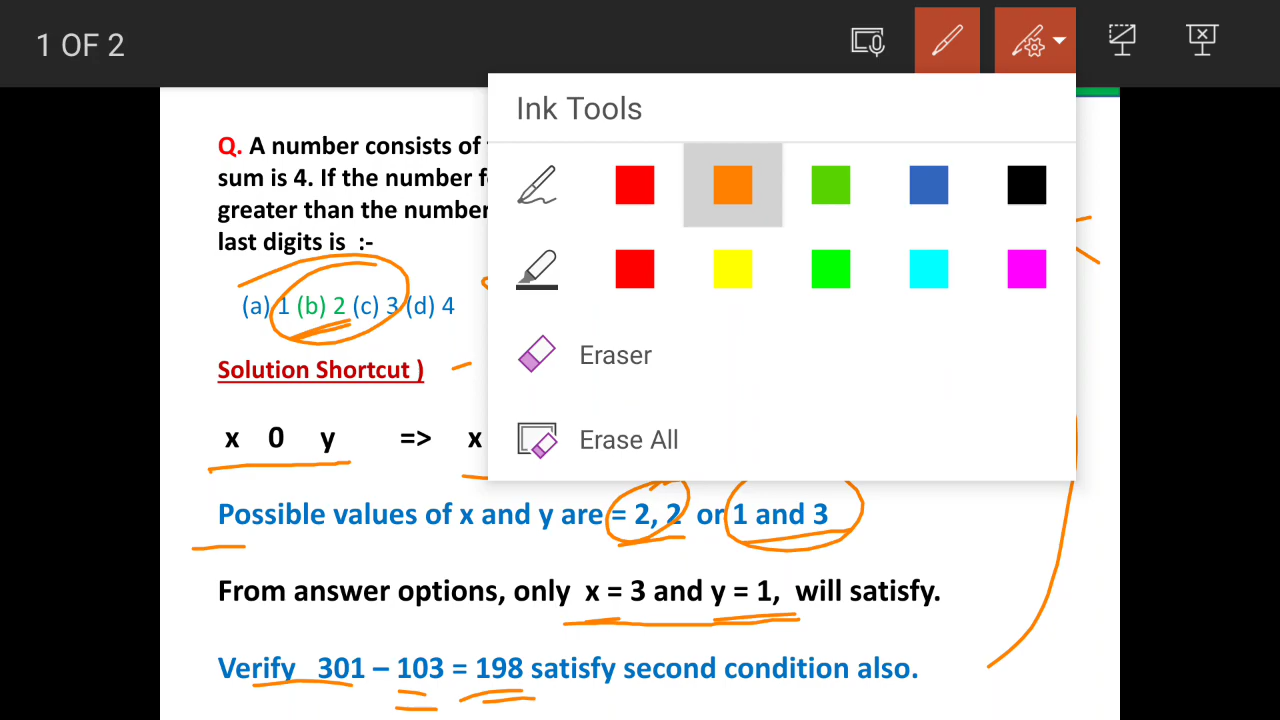 1 OF 2
Ink Tools
Q. A number consists of
sum is 4. If the number
greater than the number
last digits is :-
(a) 1 (b) 2 (c) 3 (d) 4
Eraser
Solution Shortcut )
Erase All
x 0 y => x
Possible values of x and y are = 2, 2 or 1 and 3
From answer options, only x = 3 and y = 1, will satisfy.
Verify 301 – 103 = 198 satisfy second condition also.